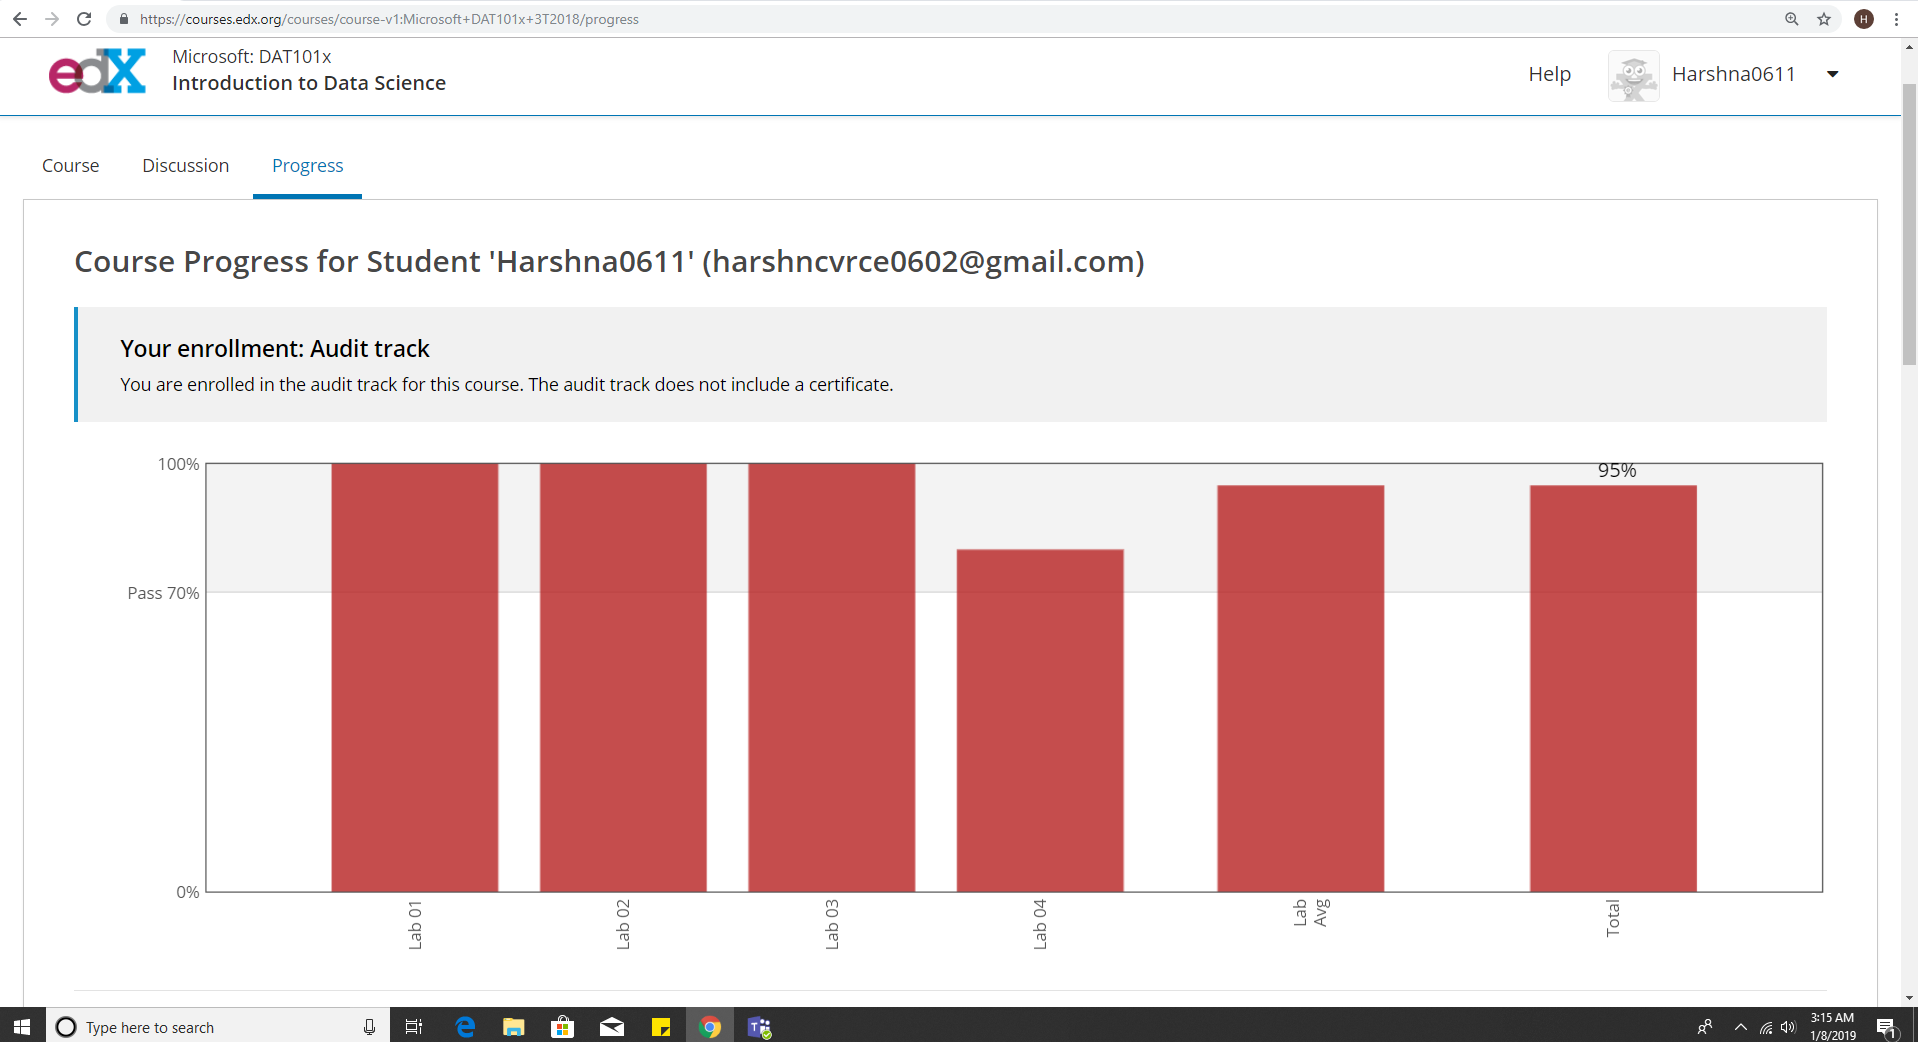 https://courses.edx.org/courses/course-v1:Microsoft+DAT101x+3T2018/progress
H
edX
Microsoft: DAT101x
Introduction to Data Science
Help
Harshna0611
Course
Discussion
Progress
Course Progress for Student 'Harshna0611' (harshncvrce0602@gmail.com)
Your enrollment: Audit track
You are enrolled in the audit track for this course. The audit track does not include a certificate.
100%
95%
Pass 70%
0%
Lab 01
Lab 02
Lab 03
Lab 04
Lab
Avg
Total
Type here to search
3:15 AM
1/8/2019
1